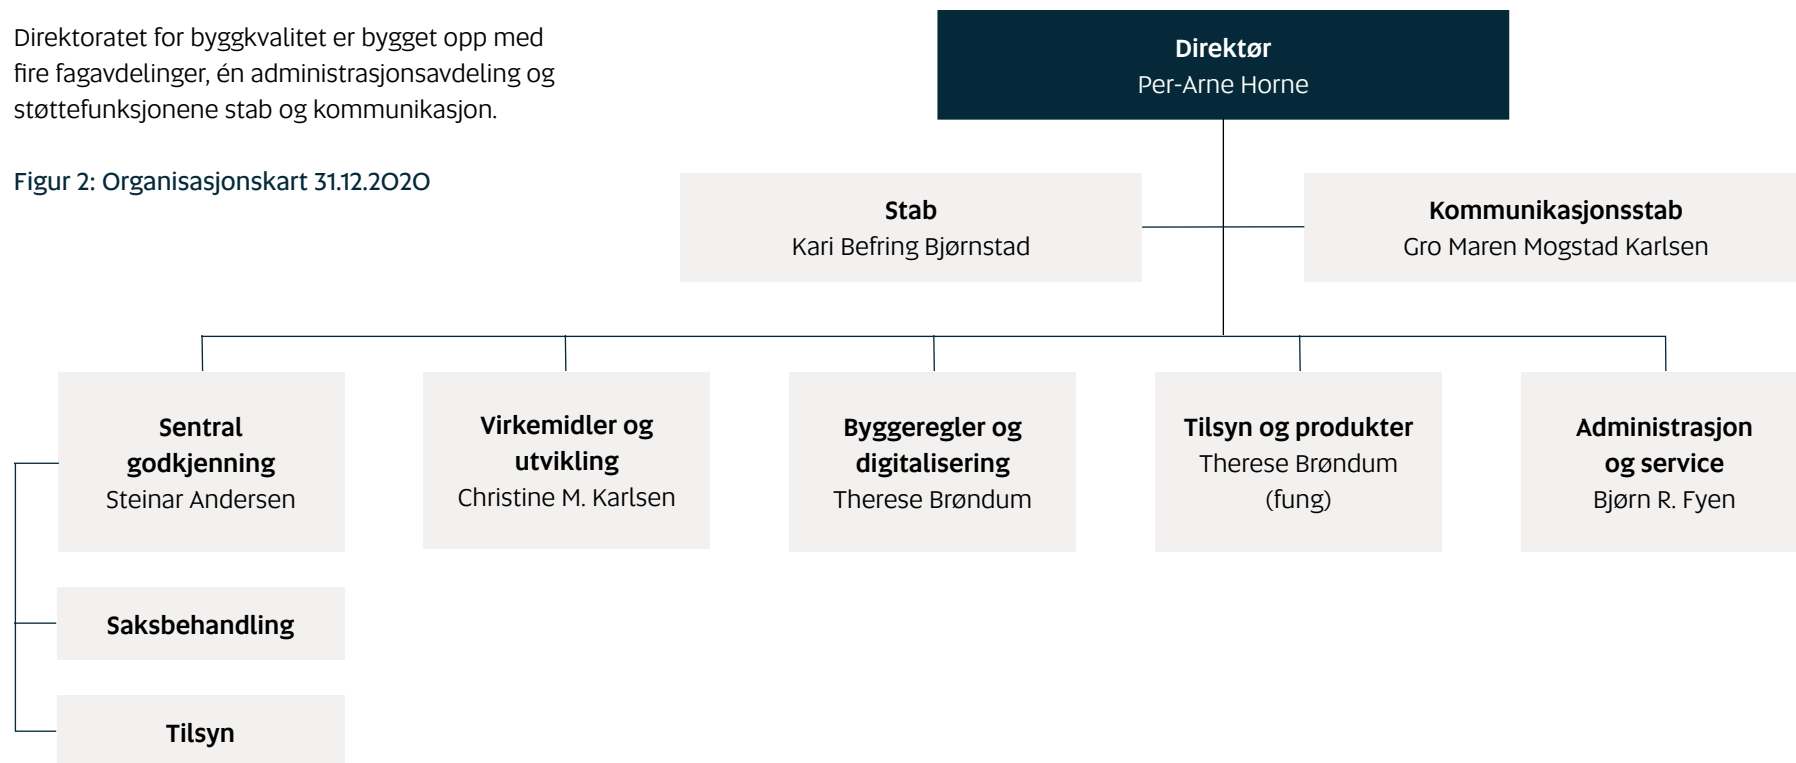 Direktoratet for byggkvalitet er bygget opp med
fire fagavdelinger, én administrasjonsavdeling og
støttefunksjonene stab og kommunikasjon.
Figur 2: Organisasjonskart 31.12.2020
Direktør
Per-Arne Horne
Stab
Kari Befring Bjørnstad
Kommunikasjonsstab
Gro Maren Mogstad Karlsen
Sentral
godkjenning
Steinar Andersen
Virkemidler og
utvikling
Christine M. Karlsen
Byggeregler og
digitalisering
Therese Brøndum
Tilsyn og produkter
Therese Brøndum
(fung)
Administrasjon
og service
Bjørn R. Fyen
Saksbehandling
Tilsyn